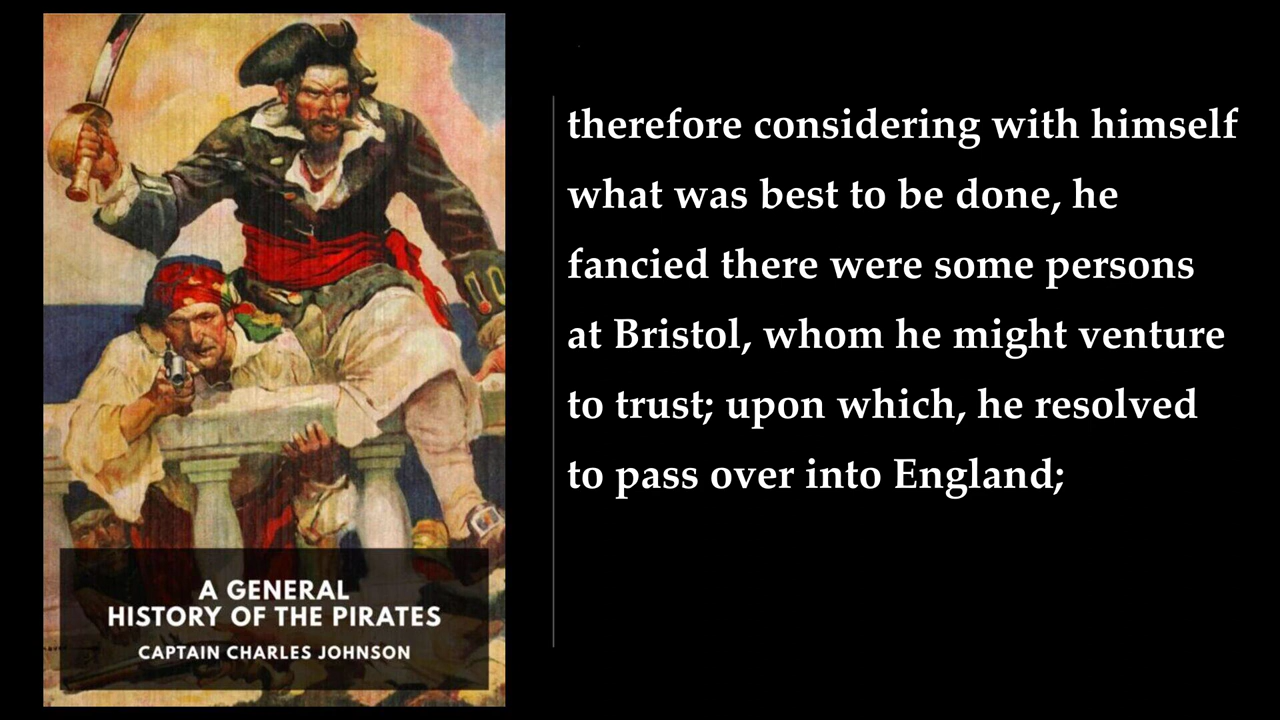 therefore considering with himself
what was best to be done, he
fancied there were some persons
at Bristol, whom he might venture
to trust; upon which, he resolved
to pass over into England;
A GENERAL
HISTORY OF THE PIRATES
CAPTAIN CHARLES JOHNSON